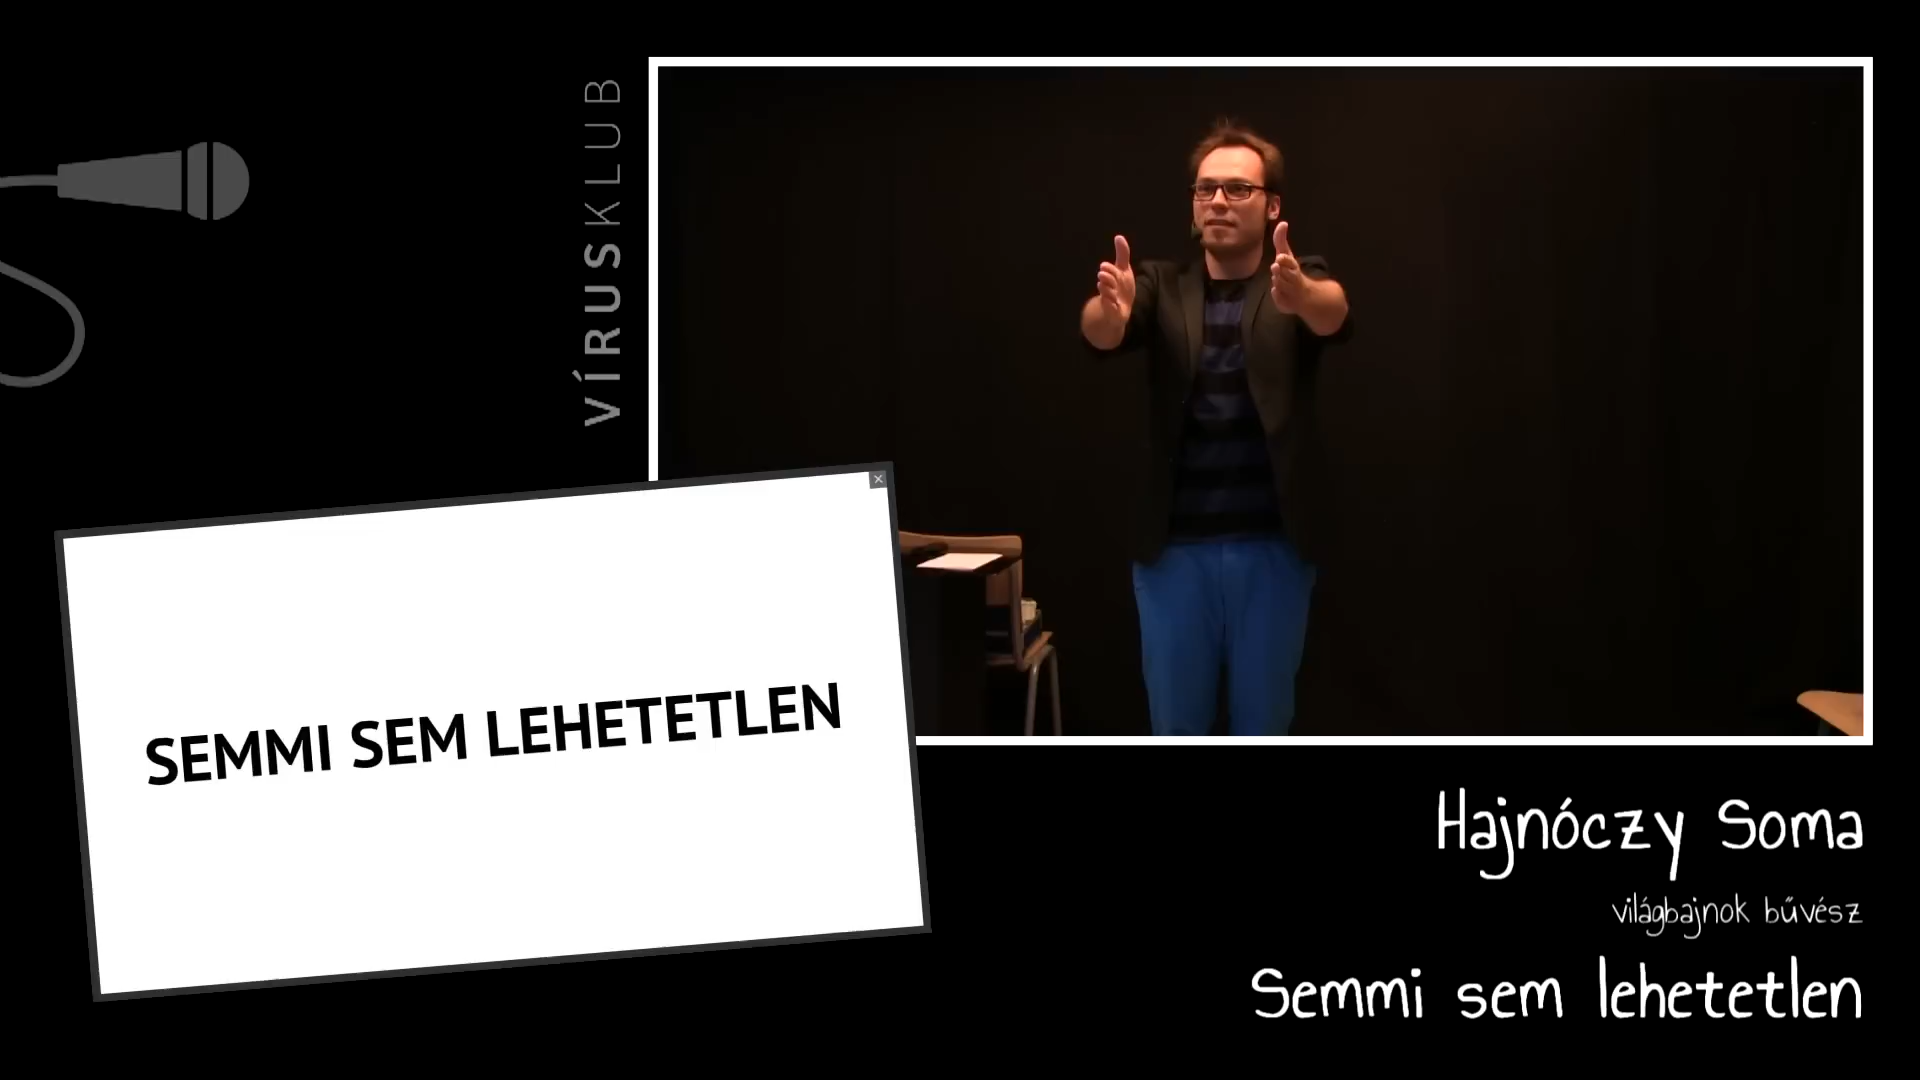 VÍRUSKLUB
SEMMI SEM LEHETETLEN
Hajnóczy Soma
világbajnok bűvész
Semmi sem lehetetlen